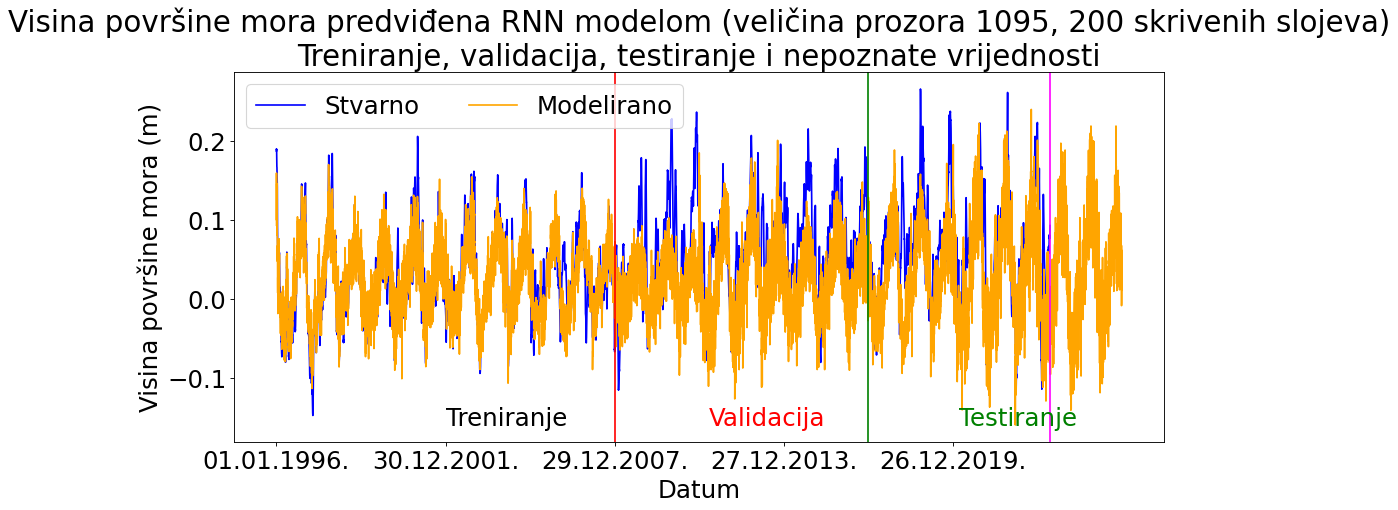 Visina površine mora predviđena RNN modelom (veličina prozora 1095, 200 skrivenih slojeva)
Treniranje, validacija, testiranje i nepoznate vrijednosti
Stvarno Modelirano
Visina površine mora (m)
0.2
0.1
0.0
−0.1
Treniranje Validacija Testiranje
01.01.1996. 30.12.2001. 29.12.2007. 27.12.2013. 26.12.2019.
Datum